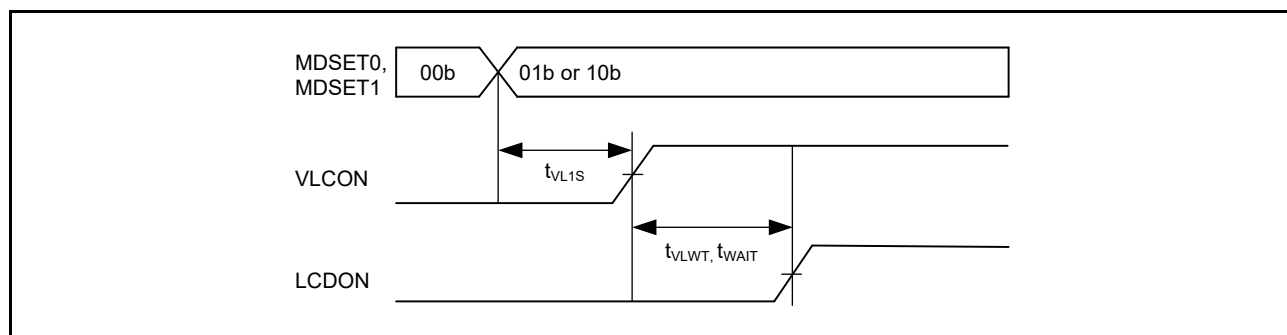 MDSET0,
MDSET1
00b
01b or 10b
tVL1S
VLCON
tVLWT, tWAIT
LCDON